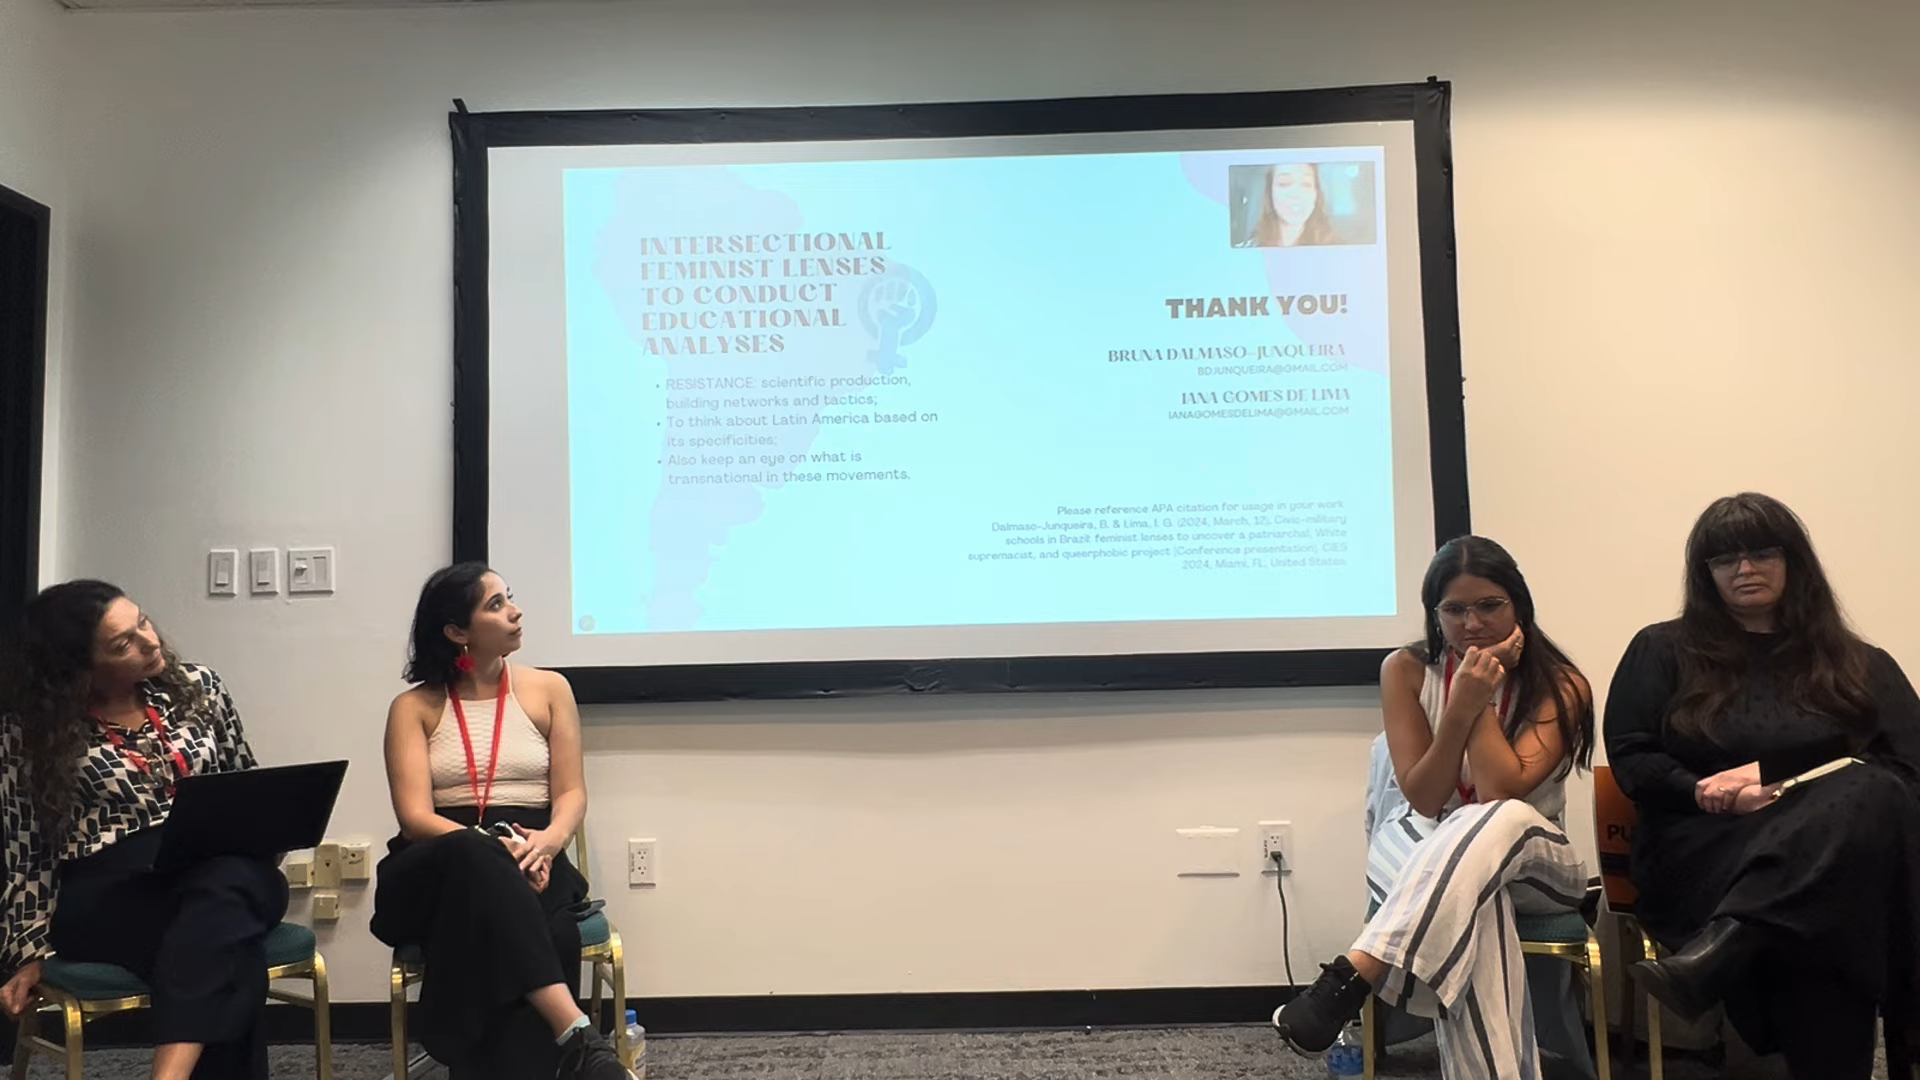 INTERSECTIONAL
FEMINIST LENSES
TO CONDUCT
EDUCATIONAL
ANALYSES
• RESISTANCE: scientific production,
building networks and tactics;
• To think about Latin America based on
its specificities;
• Also keep an eye on what is
transnational in these movements.
THANK YOU!
BRUNA DALMASO-JUNQUEIRA
BDJUNQUEIRA@GMAIL.COM
IANA GOMES DE LIMA
IANAGOMESDELIMA@GMAIL.COM
Please reference APA citation for usage in your work
Dalmaso-Junqueira, B. & Lima, I. G. (2024, March, 12). Civic-military
schools in Brazil: feminist lenses to uncover a patriarchal, White
supremacist, and queerphobic project [Conference presentation]. CIES
2024, Miami, FL, United States.
PU